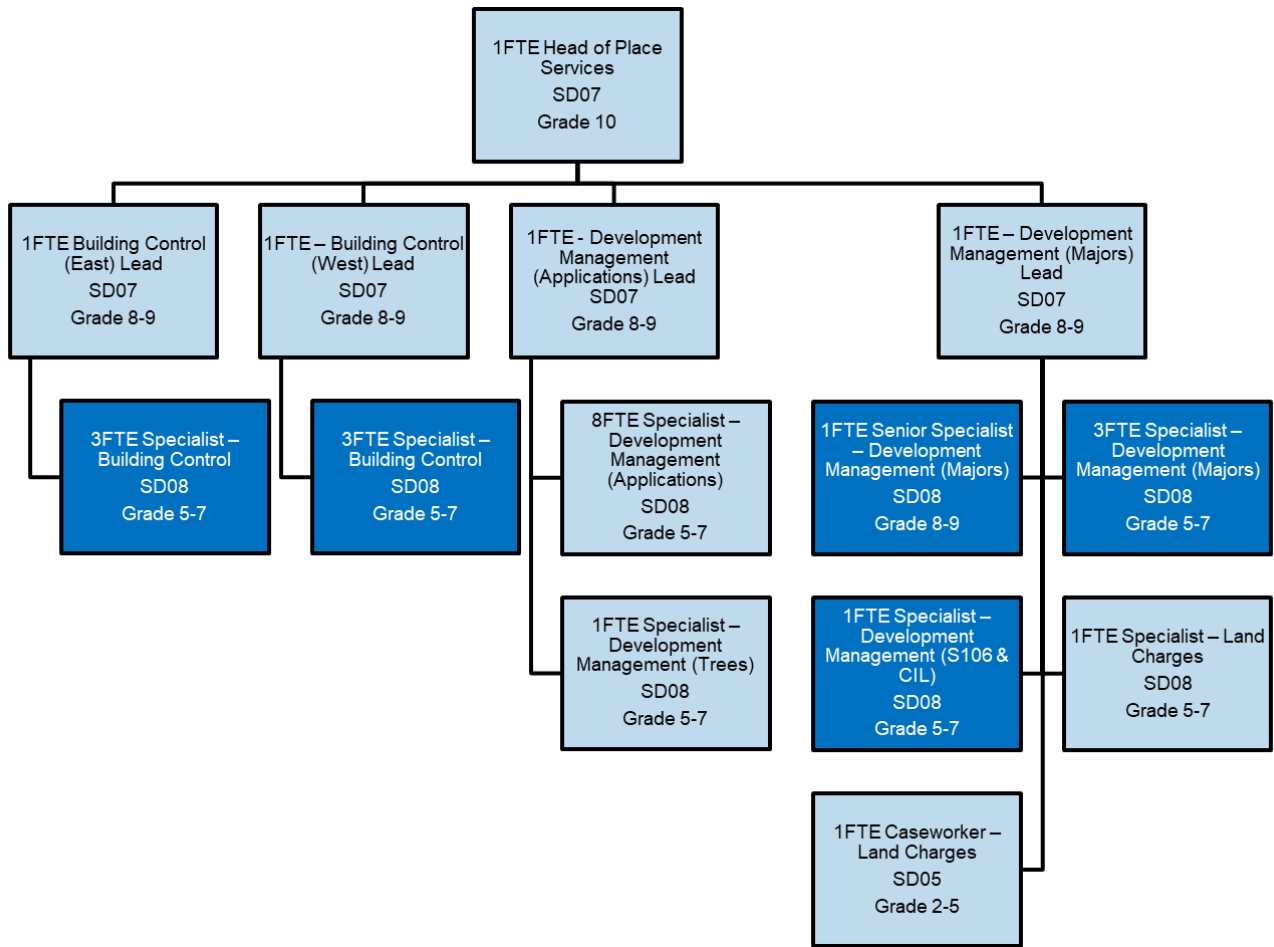 1FTE Head of Place
Services
SD07
Grade 10
1FTE Building Control
(East) Lead
SD07
Grade 8-9
1FTE – Building Control
(West) Lead
SD07
Grade 8-9
1FTE - Development
Management
(Applications) Lead
SD07
Grade 8-9
1FTE – Development
Management (Majors)
Lead
SD07
Grade 8-9
3FTE Specialist –
Building Control
SD08
Grade 5-7
3FTE Specialist –
Building Control
SD08
Grade 5-7
8FTE Specialist –
Development
Management
(Applications)
SD08
Grade 5-7
1FTE Senior Specialist
– Development
Management (Majors)
SD08
Grade 8-9
3FTE Specialist –
Development
Management (Majors)
SD08
Grade 5-7
1FTE Specialist –
Development
Management (Trees)
SD08
Grade 5-7
1FTE Specialist –
Development
Management (S106 &
CIL)
SD08
Grade 5-7
1FTE Specialist – Land
Charges
SD08
Grade 5-7
1FTE Caseworker –
Land Charges
SD05
Grade 2-5